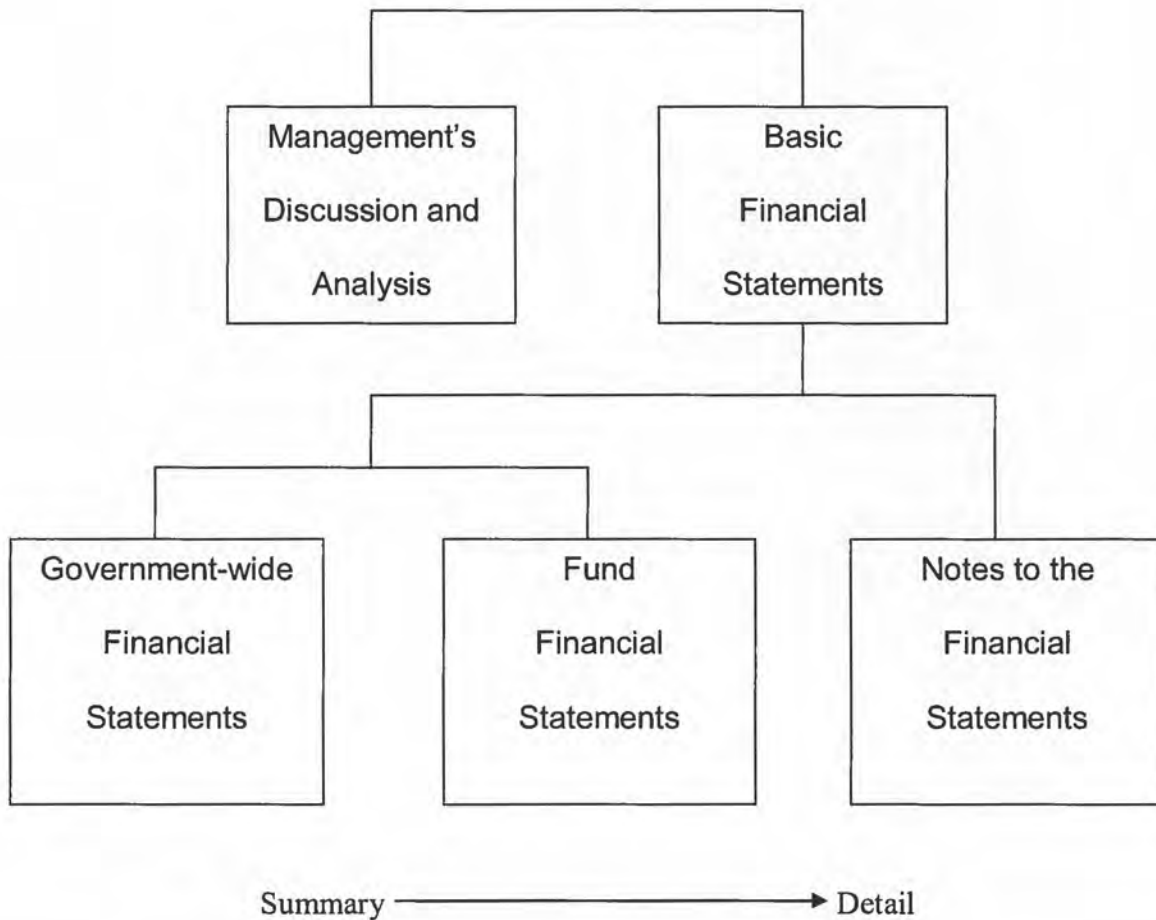 Management's
Discussion and
Analysis
Basic
Financial
Statements
Government-wide
Financial
Statements
Fund
Financial
Statements
Notes to the
Financial
Statements
Summary
Detail